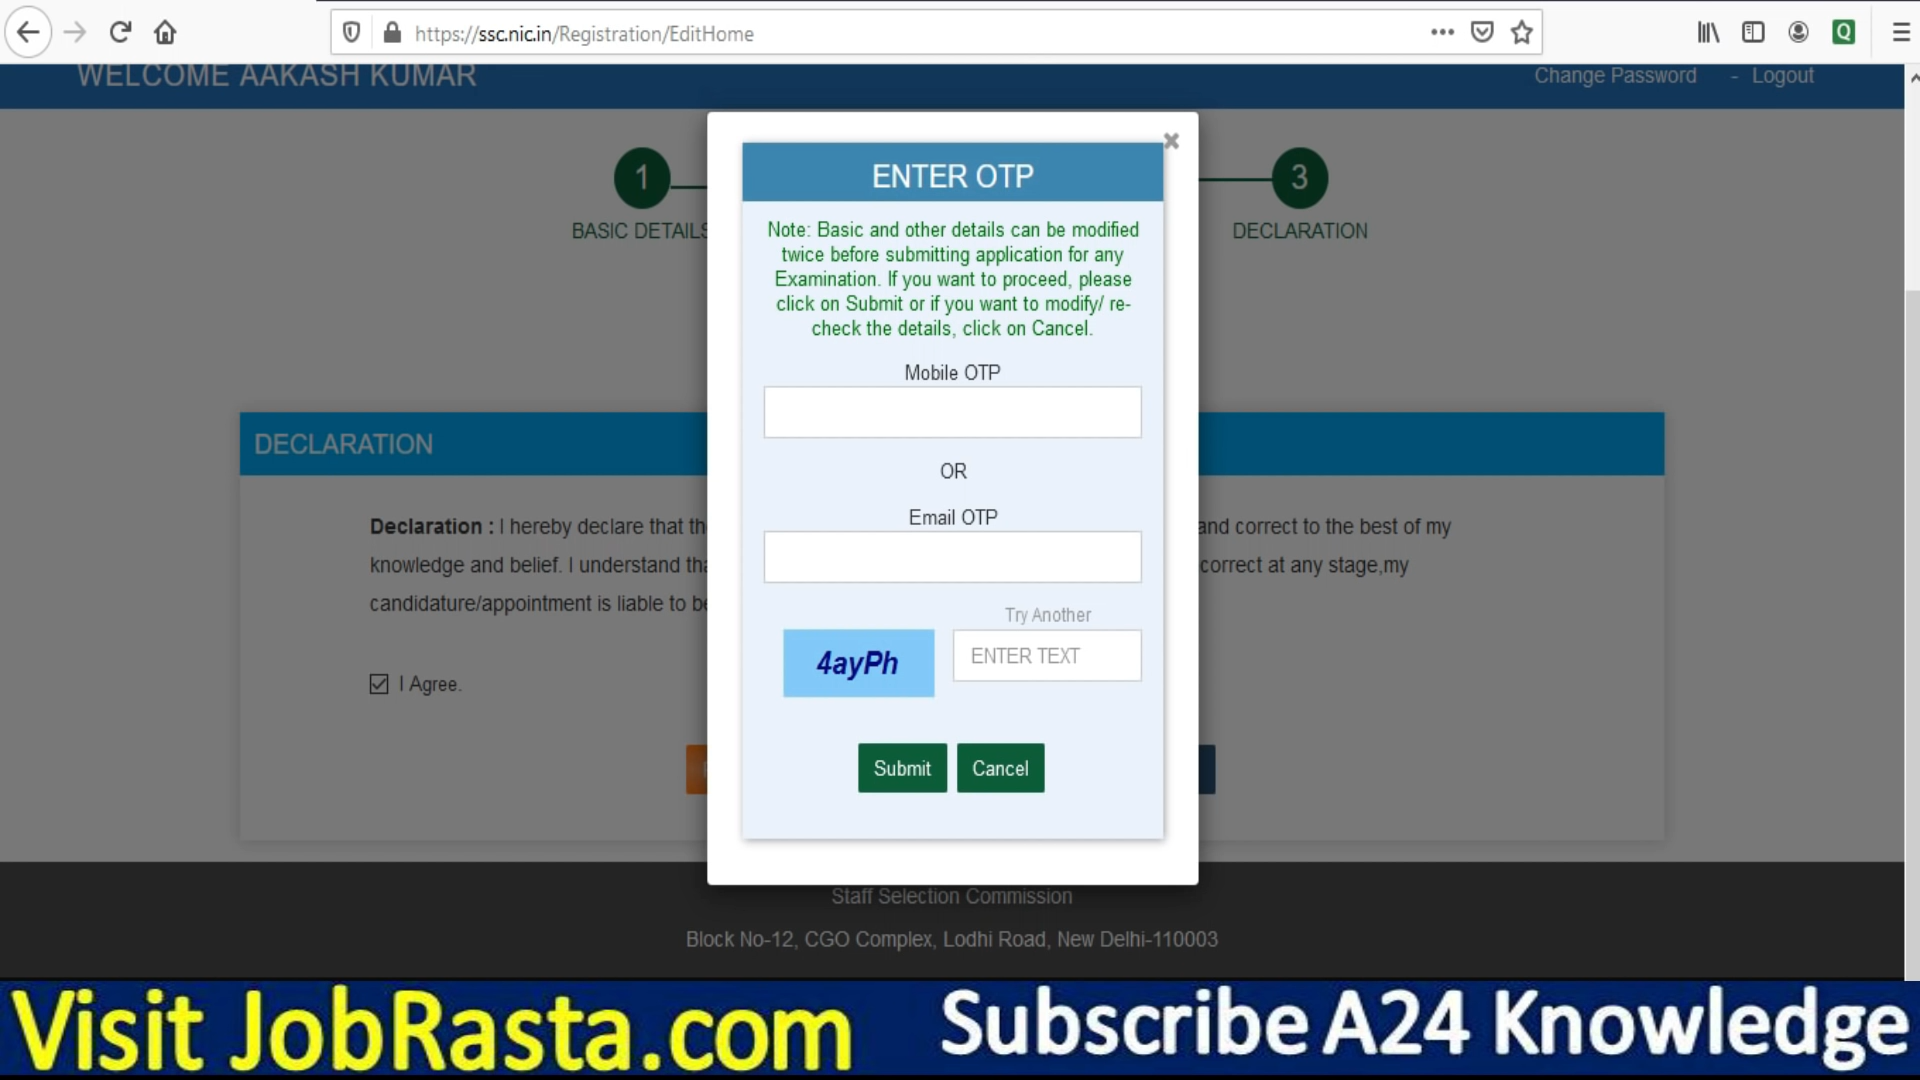 https://ssc.nic.in/Registration/EditHome
WELCOME AAKASH KUMAR
Change Password - Logout
1
3
BASIC DETAILS
DECLARATION
ENTER OTP
Note: Basic and other details can be modified
twice before submitting application for any
Examination. If you want to proceed, please
click on Submit or if you want to modify/ re-
check the details, click on Cancel.
Mobile OTP
OR
Email OTP
Try Another
4ayPh
ENTER TEXT
Submit
Cancel
DECLARATION
Declaration : I hereby declare that and correct to the best of my
knowledge and belief. I understand correct at any stage,my
candidature/appointment is liable to
I Agree.
Staff Selection Commission
Block No-12, CGO Complex, Lodhi Road, New Delhi-110003
Visit JobRasta.com
Subscribe A24 Knowledge